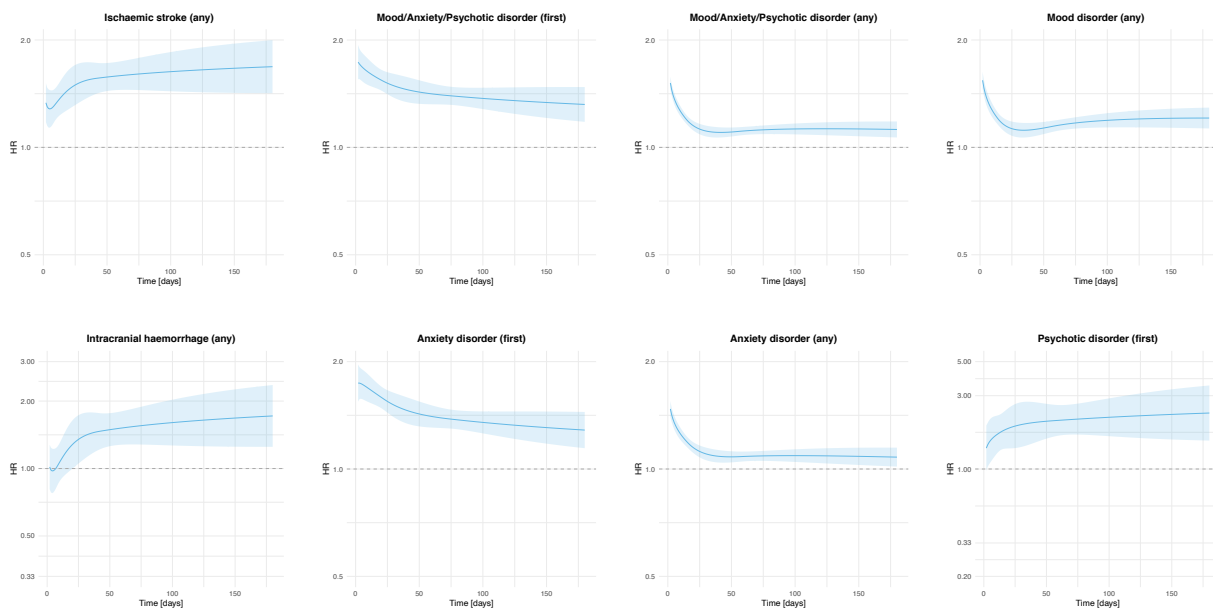 Ischaemic stroke (any)
2.0
1.0
0.5
HR
0 50 100 150
Time [days]
Mood/Anxiety/Psychotic disorder (first)
2.0
1.0
0.5
HR
0 50 100 150
Time [days]
Mood/Anxiety/Psychotic disorder (any)
2.0
1.0
0.5
HR
0 50 100 150
Time [days]
Mood disorder (any)
2.0
1.0
0.5
HR
0 50 100 150
Time [days]
Intracranial haemorrhage (any)
3.00
2.00
1.00
0.50
0.33
HR
0 50 100 150
Time [days]
Anxiety disorder (first)
2.0
1.0
0.5
HR
0 50 100 150
Time [days]
Anxiety disorder (any)
2.0
1.0
0.5
HR
0 50 100 150
Time [days]
Psychotic disorder (first)
5.00
3.00
1.00
0.33
0.20
HR
0 50 100 150
Time [days]